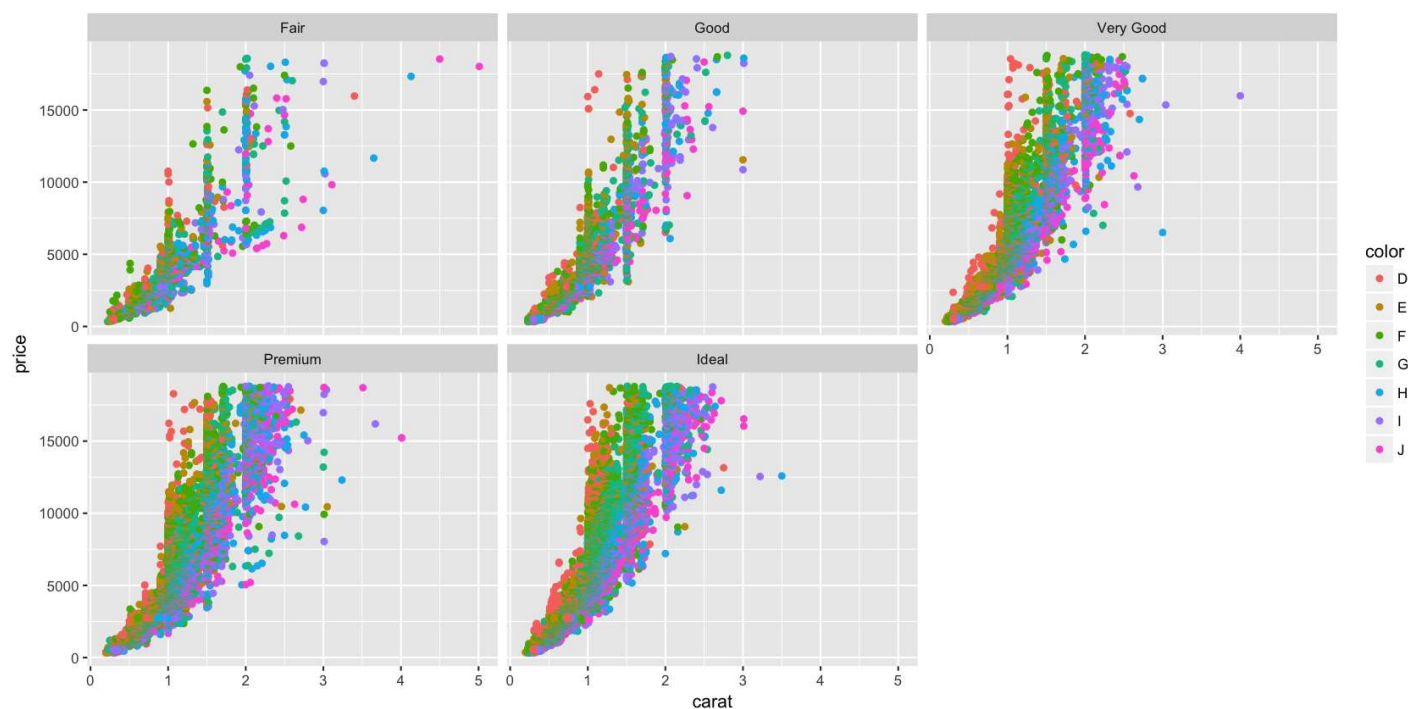 Fair
Good
Very Good
15000
10000
5000
0
0 1 2 3 4 5
price
Premium
Ideal
15000
10000
5000
0
0 1 2 3 4 5
0 1 2 3 4 5
carat
color
D
E
F
G
H
I
J